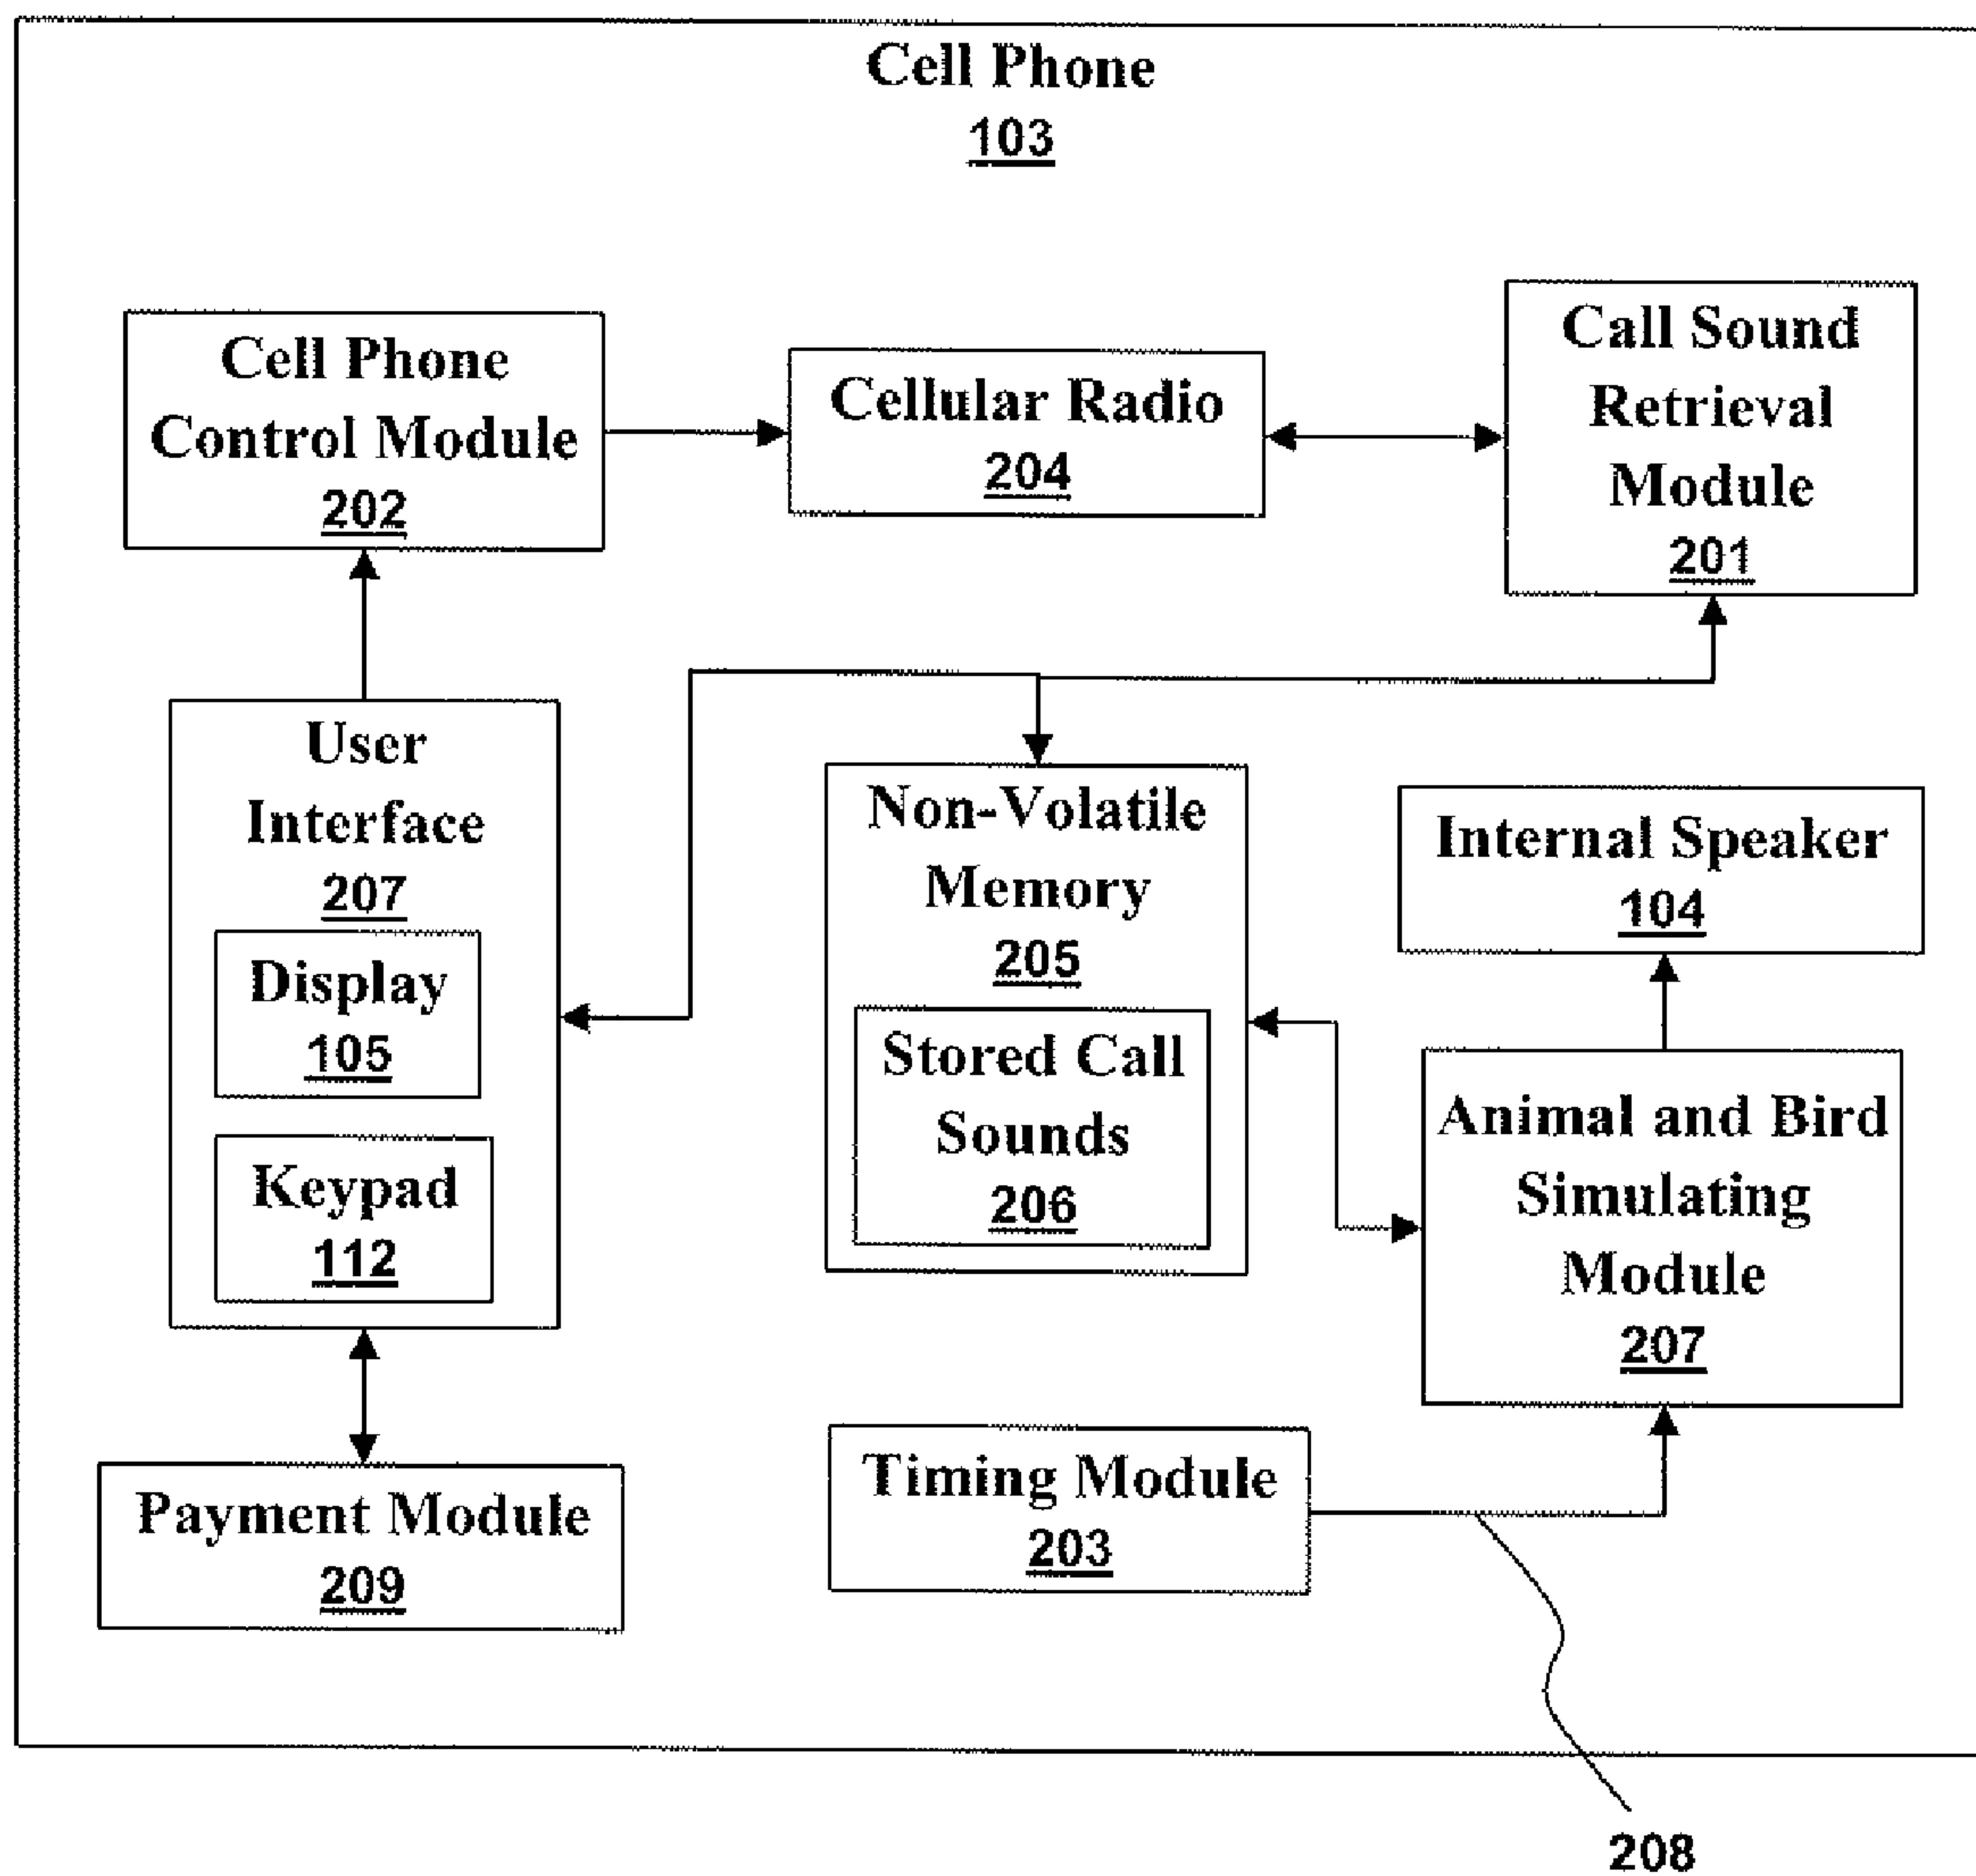 Cell Phone
103
Cell Phone
Control Module
202
Cellular Radio
204
Call Sound
Retrieval
Module
201
User
Interface
207
Display
105
Keypad
112
Non-Volatile
Memory
205
Stored Call
Sounds
206
Internal Speaker
104
Animal and Bird
Simulating
Module
207
Payment Module
209
Timing Module
203
208